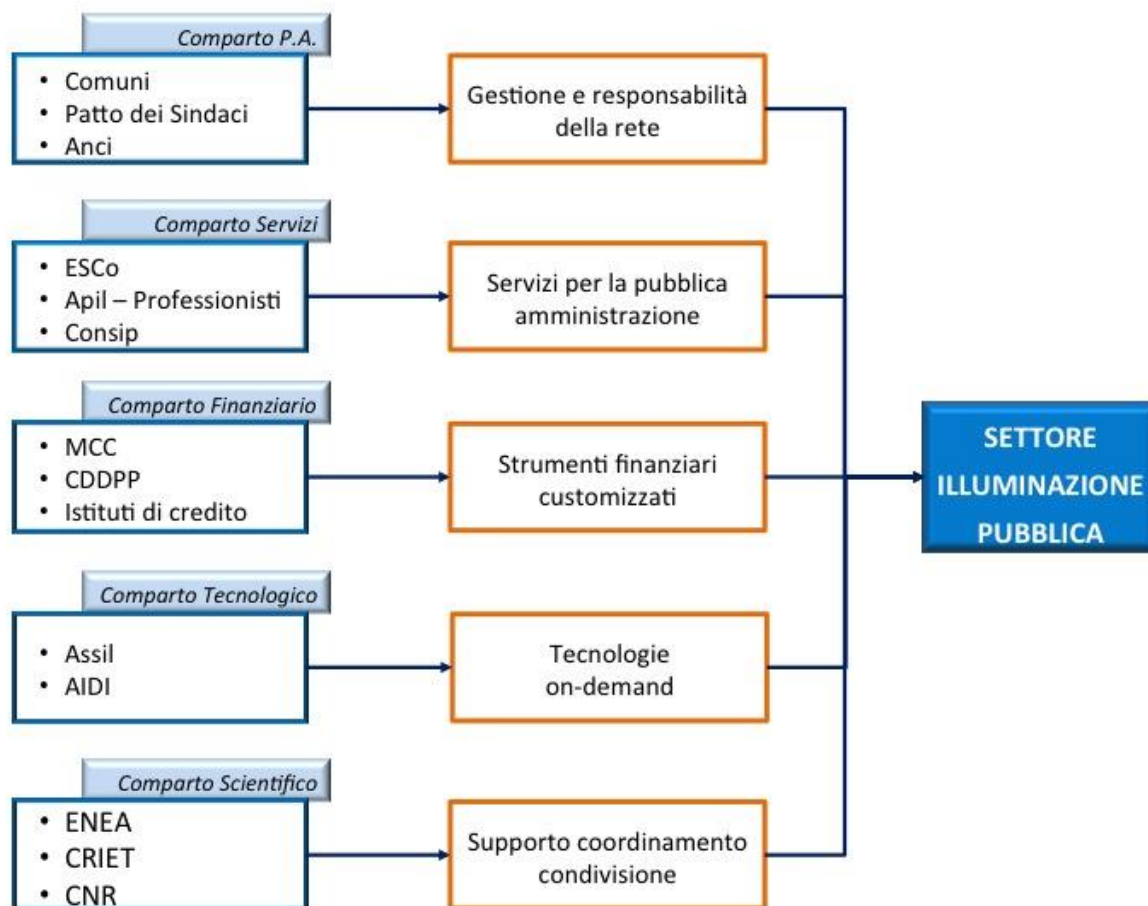 Comparto P.A.
• Comuni
• Patto dei Sindaci
• Anci
Gestione e responsabilità
della rete
Comparto Servizi
• ESCo
• Apil – Professionisti
• Consip
Servizi per la pubblica
amministrazione
Comparto Finanziario
• MCC
• CDDPP
• Istituti di credito
Strumenti finanziari
customizzati
Comparto Tecnologico
• Assil
• AIDI
Tecnologie
on-demand
Comparto Scientifico
• ENEA
• CRIET
• CNR
Supporto coordinamento
condivisione
SETTORE
ILLUMINAZIONE
PUBBLICA